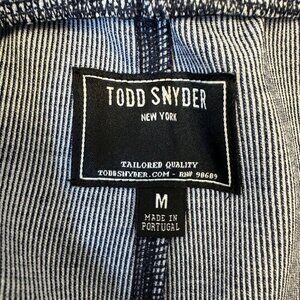 TODD SNYDER
NEW YORK
TAILORED QUALITY
TODDSNYDER.COM - RN# 98689
M
MADE IN
PORTUGAL